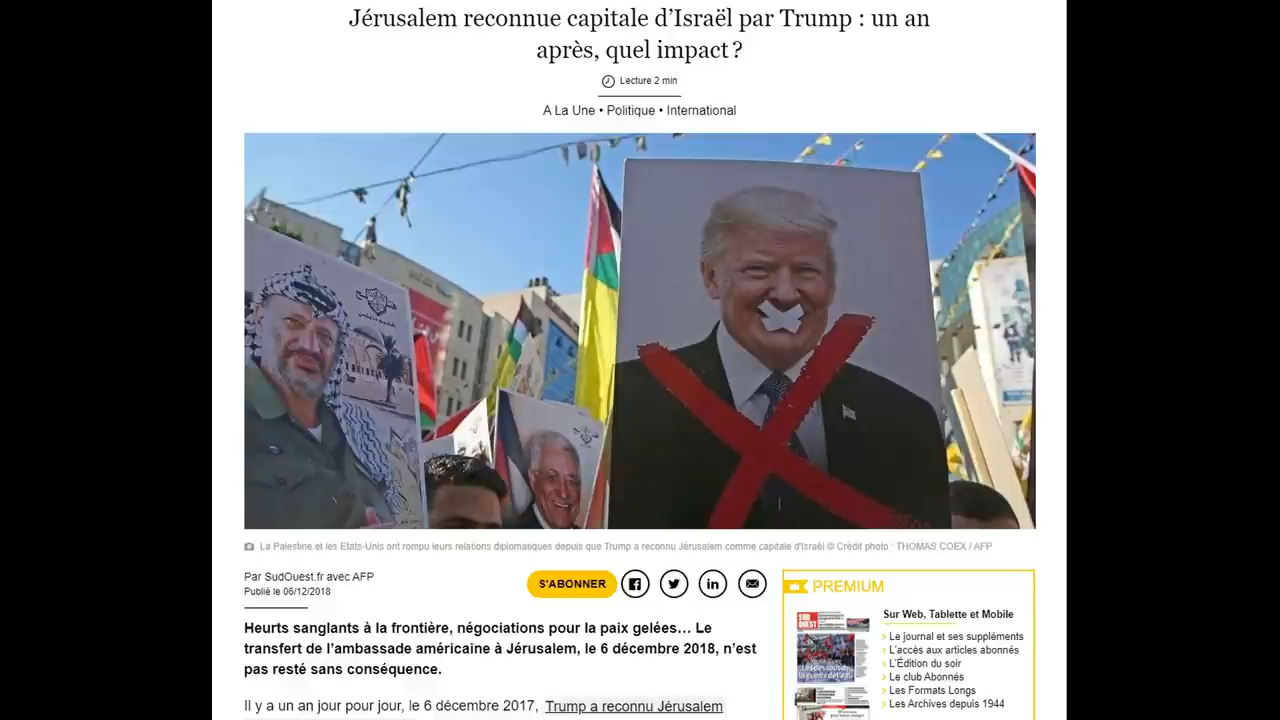 Jérusalem reconnue capitale d'Israël par Trump : un an
après, quel impact ?
Lecture 2 min
A La Une • Politique • International
La Palestine et les Etats-Unis ont rompu leurs relations diplomatiques depuis que Trump a reconnu Jérusalem comme capitale d'Israël © Crédit photo : THOMAS COEX / AFP
Par SudOuest.fr avec AFP
Publié le 06/12/2018
S'ABONNER
Heurts sanglants à la frontière, négociations pour la paix gelées… Le
transfert de l'ambassade américaine à Jérusalem, le 6 décembre 2018, n'est
pas resté sans conséquence.
Il y a un an jour pour jour, le 6 décembre 2017, Trump a reconnu Jérusalem
PREMIUM
Sur Web, Tablette et Mobile
› Le journal et ses suppléments
› L'accès aux articles abonnés
› L'Édition du soir
› Le club Abonnés
› Les Formats Longs
› Les Archives depuis 1944